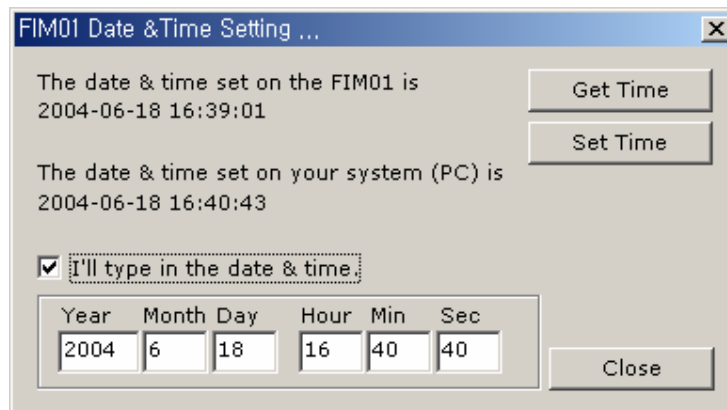 FIM01 Date &Time Setting ...
The date & time set on the FIM01 is
2004-06-18 16:39:01
Get Time
Set Time
The date & time set on your system (PC) is
2004-06-18 16:40:43
I'll type in the date & time.
Year Month Day Hour Min Sec
2004 6 18 16 40 40
Close